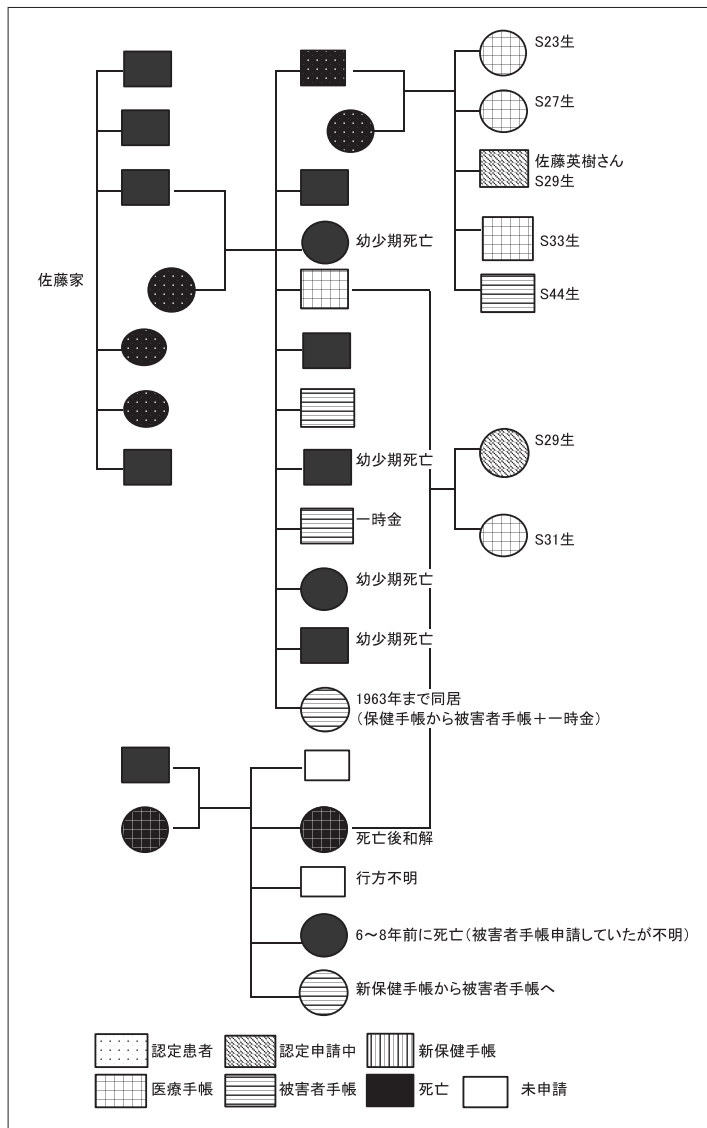 S23生
S27生
佐藤英樹さん
S29生
幼少期死亡
S33生
佐藤家
S44生
S29生
幼少期死亡
一時金
S31生
幼少期死亡
幼少期死亡
1963年まで同居
(保健手帳から被害者手帳+一時金)
死亡後和解
行方不明
6~8年前に死亡(被害者手帳申請していたが不明)
新保健手帳から被害者手帳へ
認定患者
認定申請中
新保健手帳
医療手帳
被害者手帳
死亡
未申請